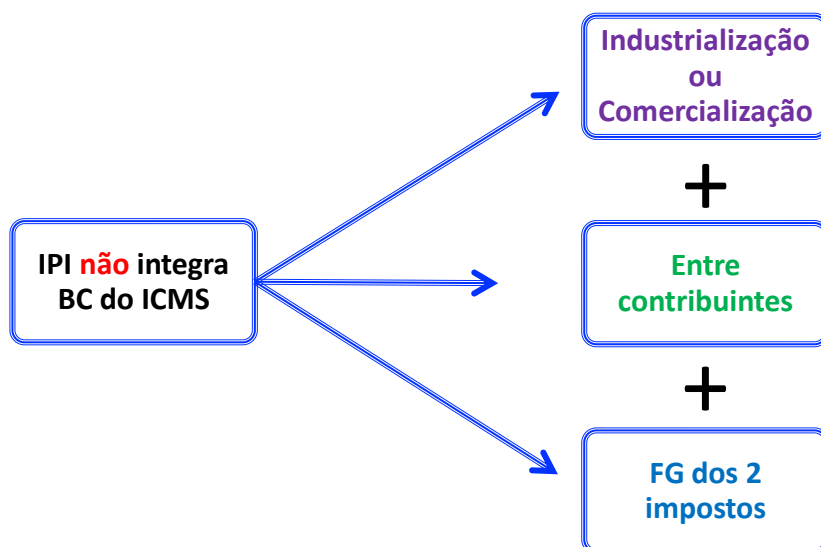 IPI não integra
BC do ICMS
Industrialização
ou
Comercialização
+
Entre
contribuintes
+
FG dos 2
impostos